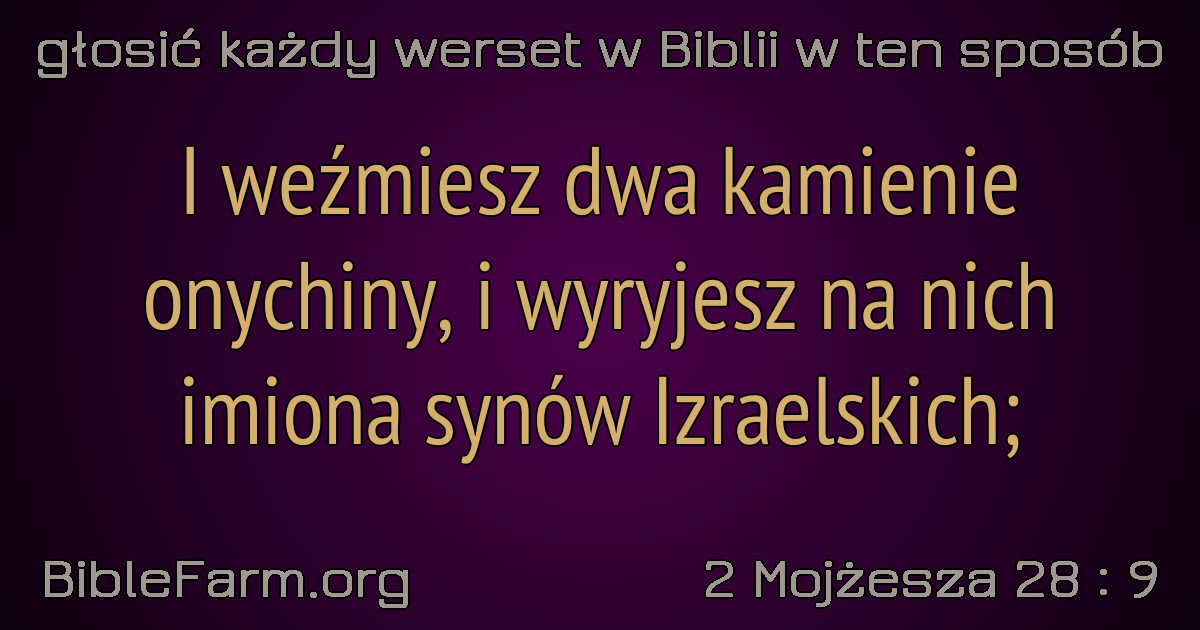 głosić każdy werset w Biblii w ten sposób
I weźmiesz dwa kamienie
onychiny, i wyryjesz na nich
imiona synów Izraelskich;
BibleFarm.org
2 Mojżesza 28 : 9